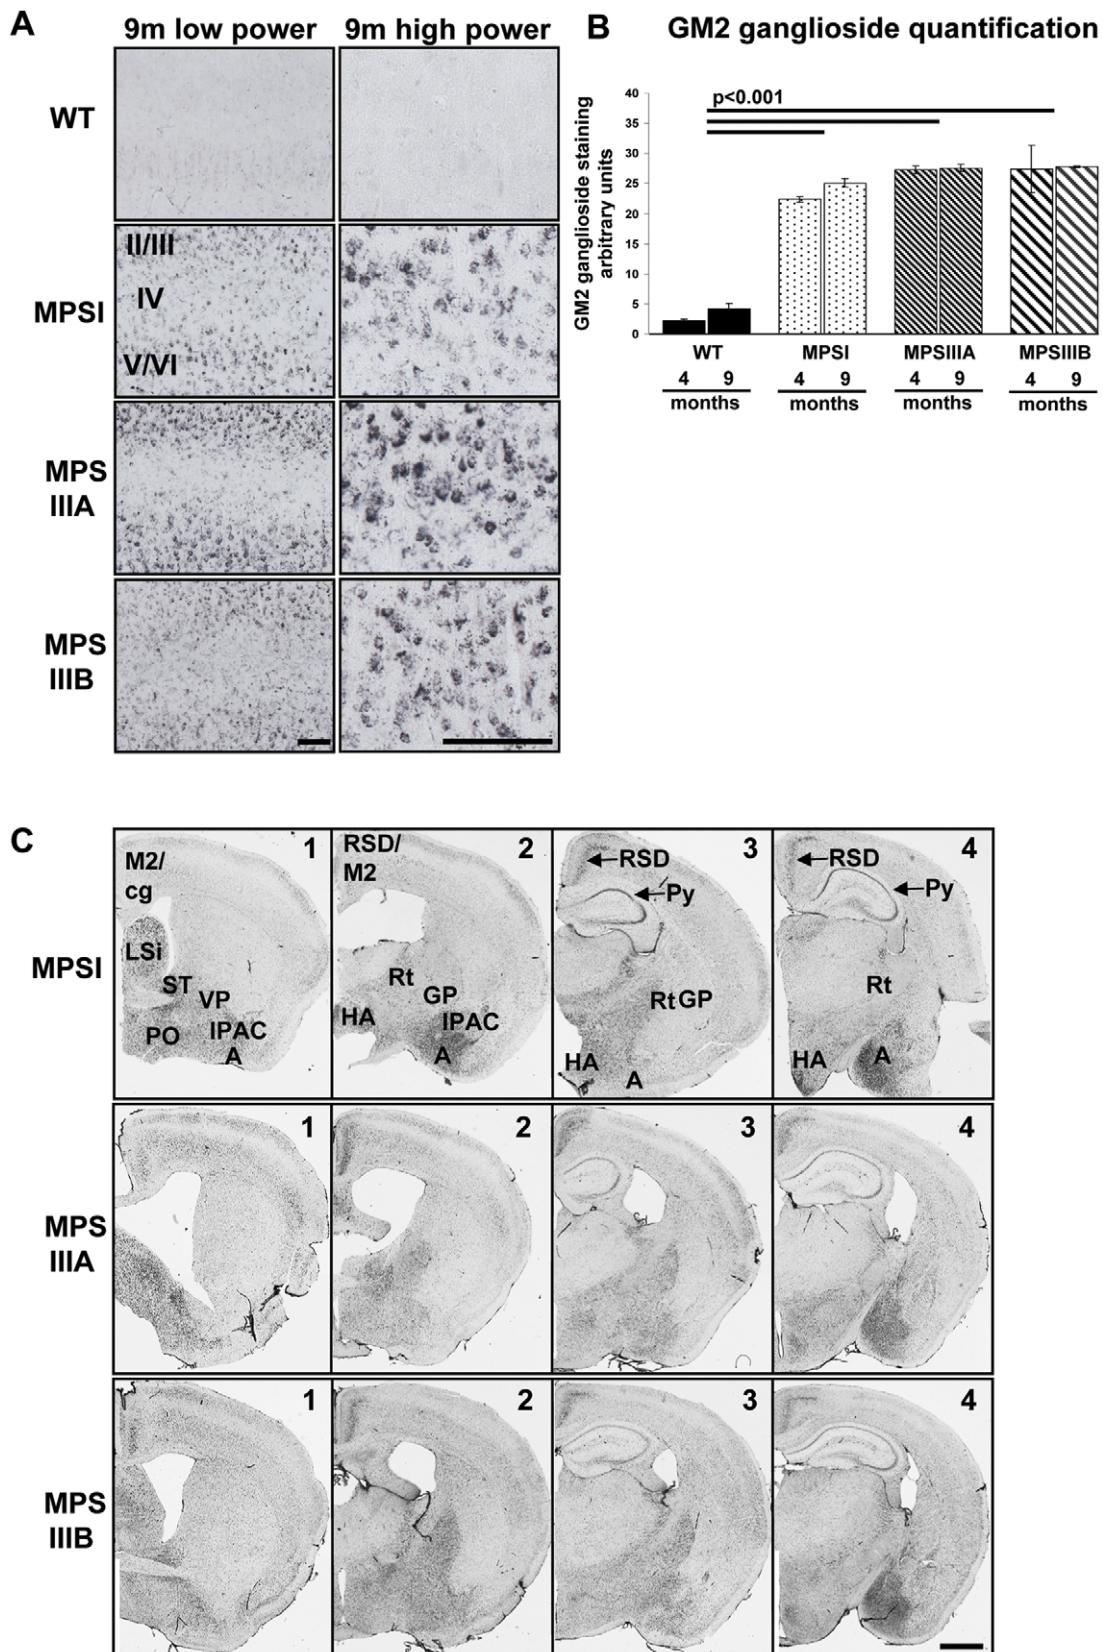 A
9m low power 9m high power
WT
MPSI
II/III
IV
V/VI
MPS
IIIA
MPS
IIIB
B GM2 ganglioside quantification
GM2 ganglioside staining
arbitrary units
40
35
30
25
20
15
10
5
0
p<0.001
WT MPSI MPSIIIA MPSIIIB
4 9 4 9 4 9 4 9
months months months months
C
MPSI
1
M2/
cg
LSi
ST
VP
PO IPAC
A
2
RSD/
M2
Rt
GP
HA IPAC
A
3
RSD
Py
Rt GP
HA
A
4
RSD
Py
Rt
HA A
MPS
IIIA
1 2 3 4
MPS
IIIB
1 2 3 4